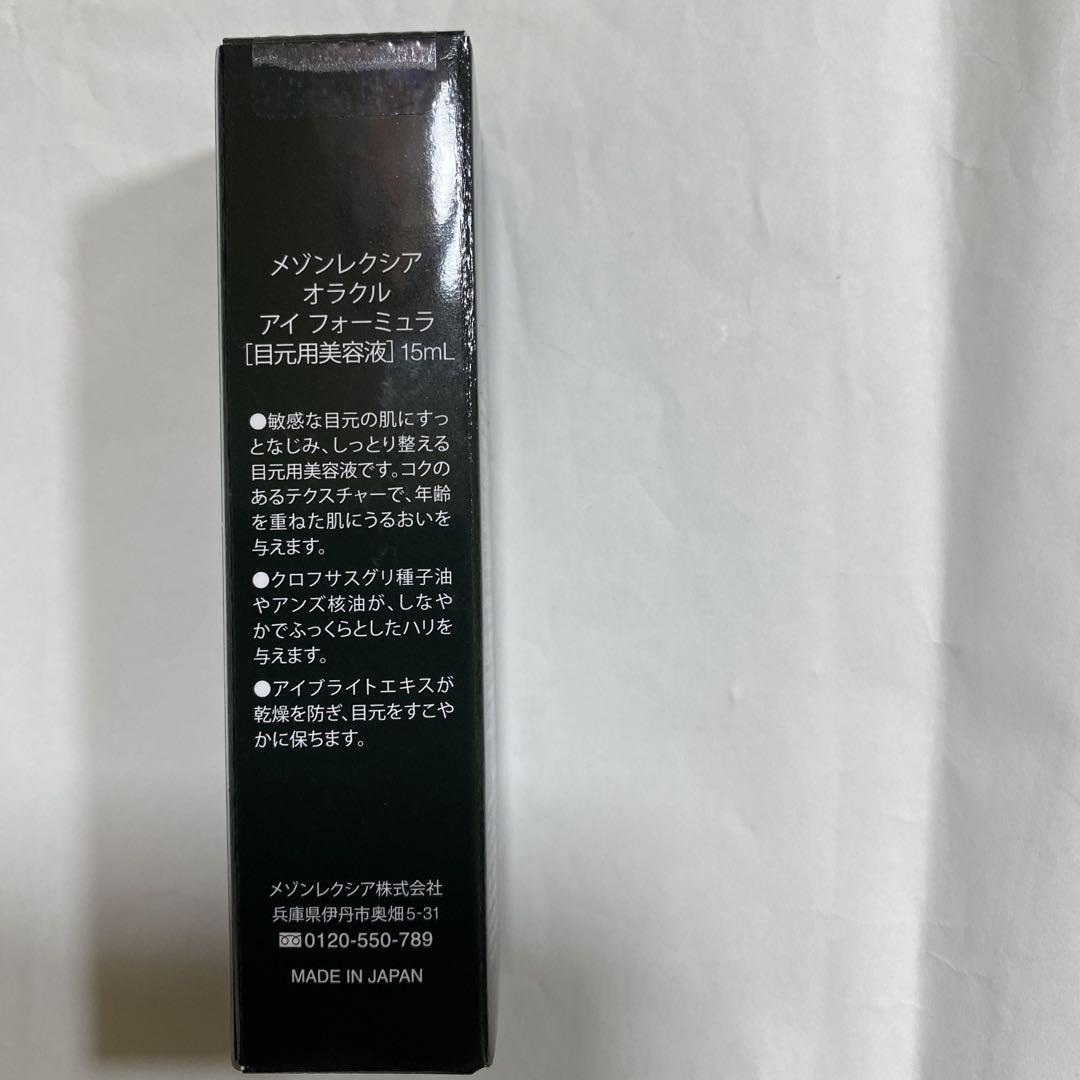 メゾンレクシア
オラクル
アイ フォーミュラ
[目元用美容液] 15mL
●敏感な目元の肌にすっ
となじみ、しっとり整える
目元用美容液です。コクの
あるテクスチャーで、年齢
を重ねた肌にうるおいを
与えます。
●クロフサスグリ種子油
やアンズ核油が、しなや
かでふっくらとしたハリを
与えます。
●アイブライトエキスが
乾燥を防ぎ、目元をすこや
かに保ちます。
メゾンレクシア株式会社
兵庫県伊丹市奥畑5-31
0120-550-789
MADE IN JAPAN